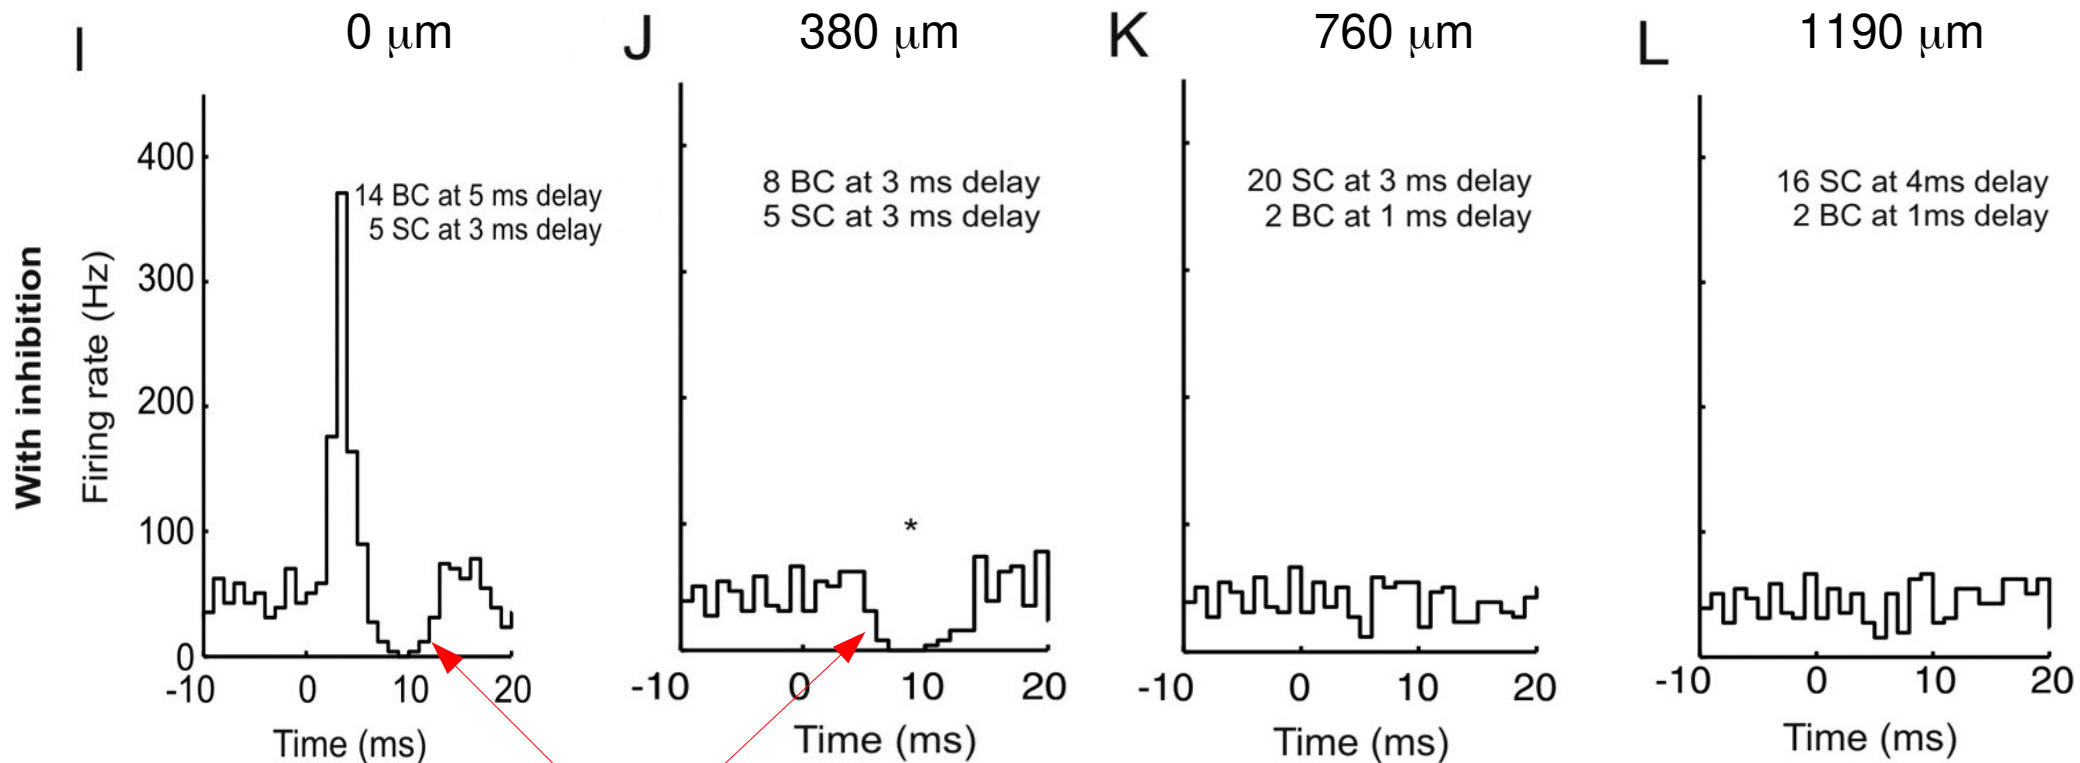 I
0 μm
J
380 μm
K
760 μm
L
1190 μm
With inhibition
Firing rate (Hz)
400
300
200
100
0
14 BC at 5 ms delay
5 SC at 3 ms delay
-10
0
10
20
Time (ms)
8 BC at 3 ms delay
5 SC at 3 ms delay
*
-10
0
10
20
Time (ms)
20 SC at 3 ms delay
2 BC at 1 ms delay
-10
0
10
20
Time (ms)
16 SC at 4ms delay
2 BC at 1ms delay
-10
0
10
20
Time (ms)